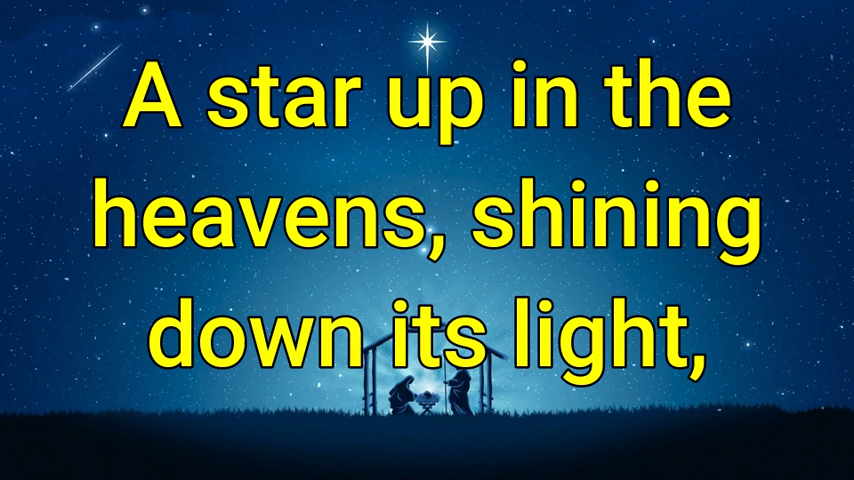 A star up in the
heavens, shining
down its light,